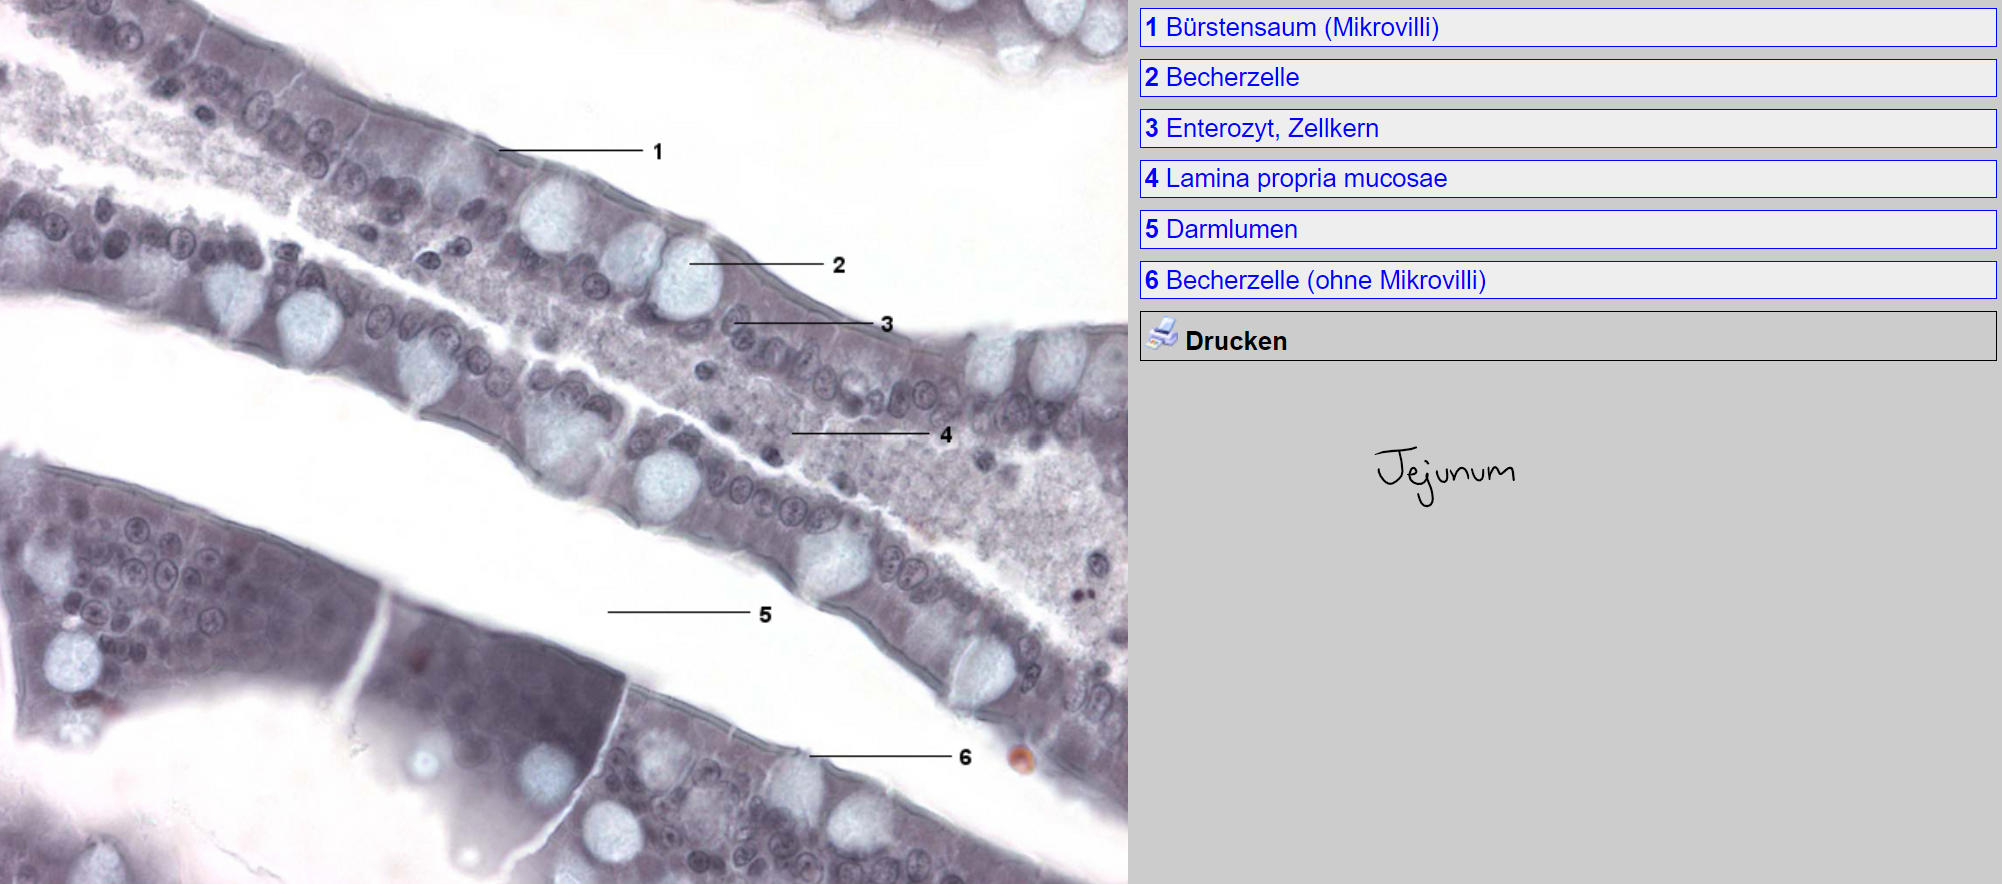 1
2
3
4
5
6
1 Bürstensaum (Mikrovilli)
2 Becherzelle
3 Enterozyt, Zellkern
4 Lamina propria mucosae
5 Darmlumen
6 Becherzelle (ohne Mikrovilli)
Drucken
Jejunum